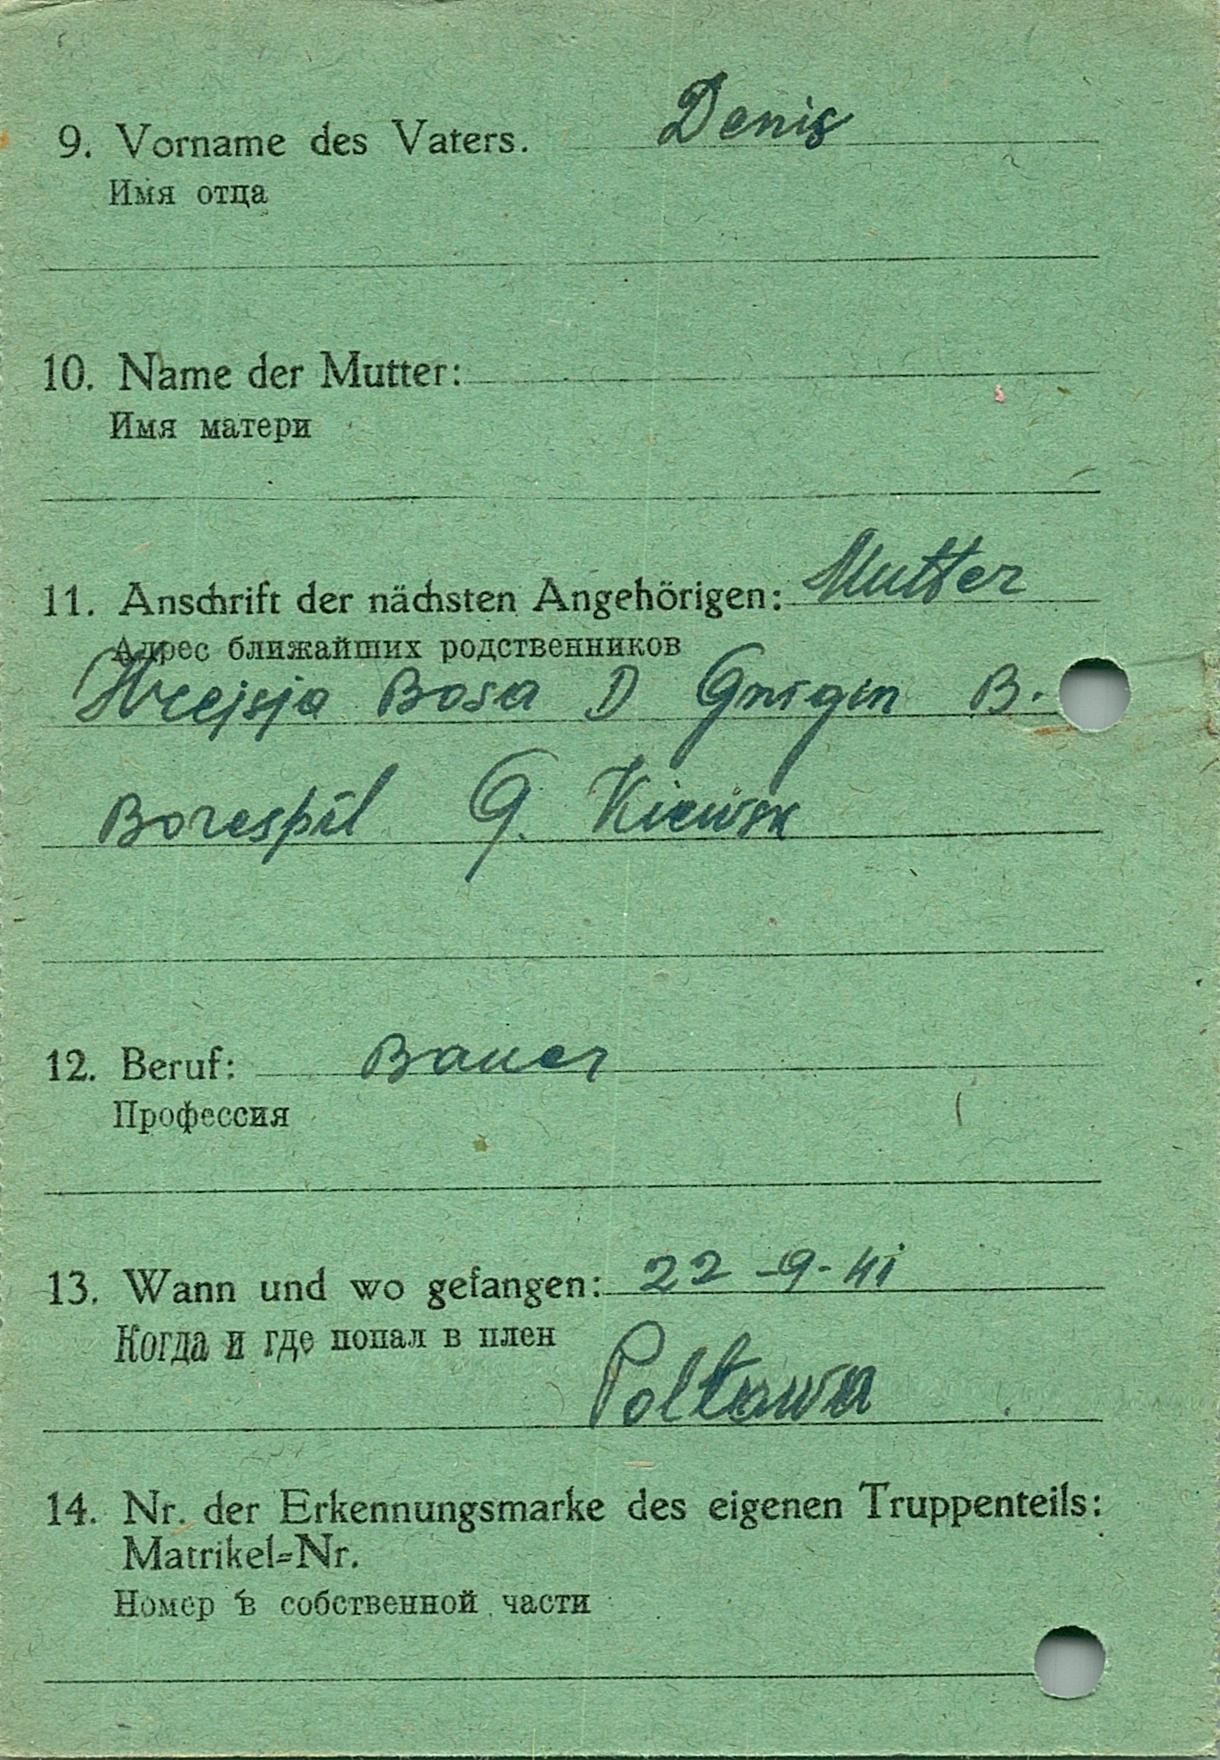 9. Vorname des Vaters. Denis
Имя отца
10. Name der Mutter:
Имя матери
11. Anschrift der nächsten Angehörigen: Mutter
Адрес ближайших родственников
Bosa D B.
Borespil G. Kiewsk
12. Beruf: Bauer
Профессия
13. Wann und wo gefangen: 22-9-41
Когда и где попал в плен
Poltawa
14. Nr. der Erkennungsmarke des eigenen Truppenteils:
Matrikel=Nr.
Номер в собственной части